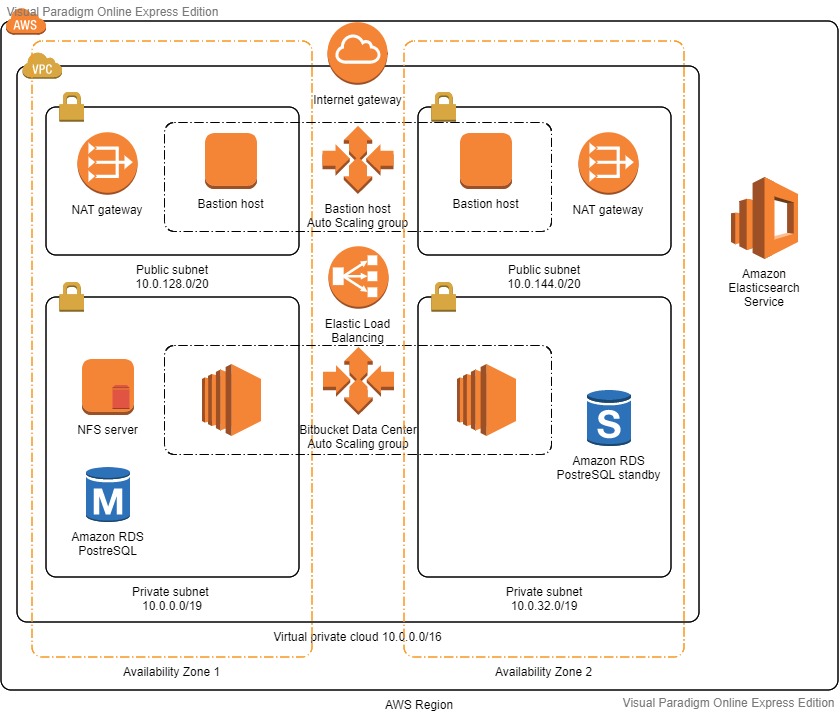 Visual Paradigm Online Express Edition
AWS
VPC
Internet gateway
NAT gateway
Bastion host
Bastion host
Auto Scaling group
Bastion host
NAT gateway
Public subnet
10.0.128.0/20
Public subnet
10.0.144.0/20
Amazon
Elasticsearch
Service
Elastic Load
Balancing
NFS server
Bitbucket Data Center
Auto Scaling group
S
Amazon RDS
PostreSQL standby
M
Amazon RDS
PostreSQL
Private subnet
10.0.0.0/19
Private subnet
10.0.32.0/19
Virtual private cloud 10.0.0.0/16
Availability Zone 1
Availability Zone 2
AWS Region
Visual Paradigm Online Express Edition